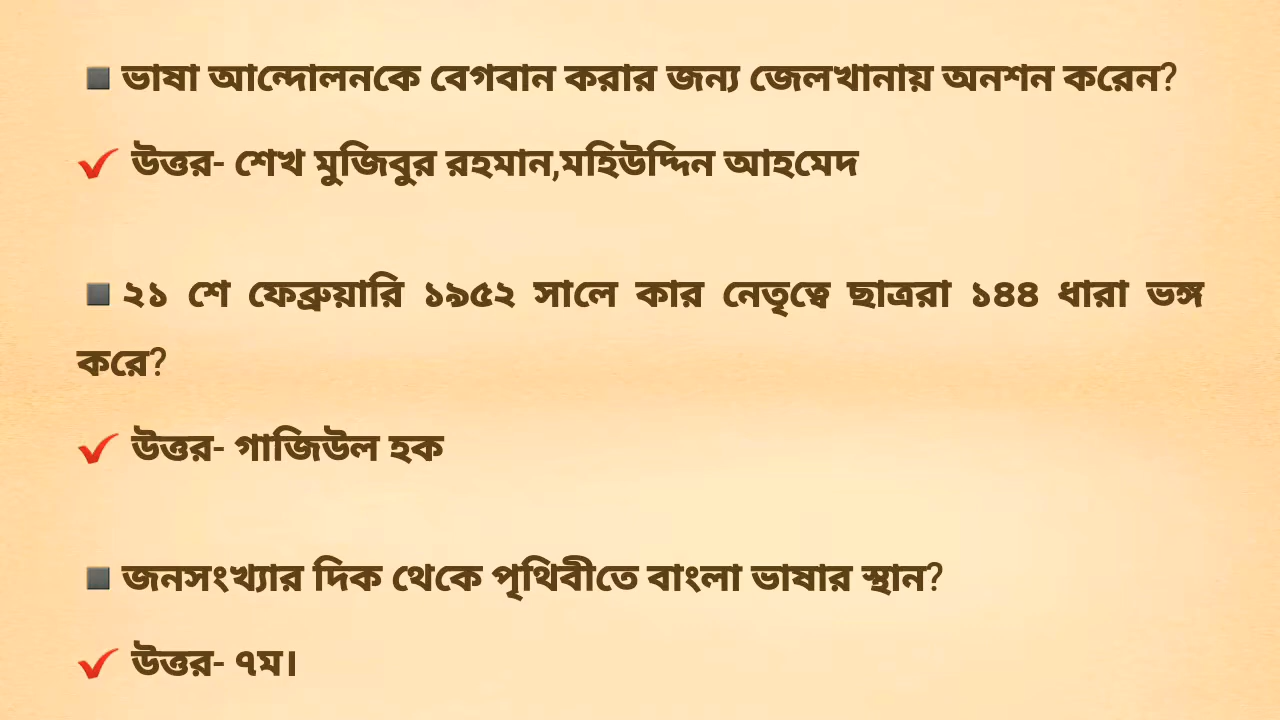 ◾ভাষা আন্দোলনকে বেগবান করার জন্য জেলখানায় অনশন করেন?
✔ উত্তর- শেখ মুজিবুর রহমান,মহিউদ্দিন আহমেদ
◾২১ শে ফেব্রুয়ারি ১৯৫২ সালে কার নেতৃত্বে ছাত্ররা ১৪৪ ধারা ভঙ্গ
করে?
✔ উত্তর- গাজিউল হক
◾জনসংখ্যার দিক থেকে পৃথিবীতে বাংলা ভাষার স্থান?
✔ উত্তর- ৭ম।